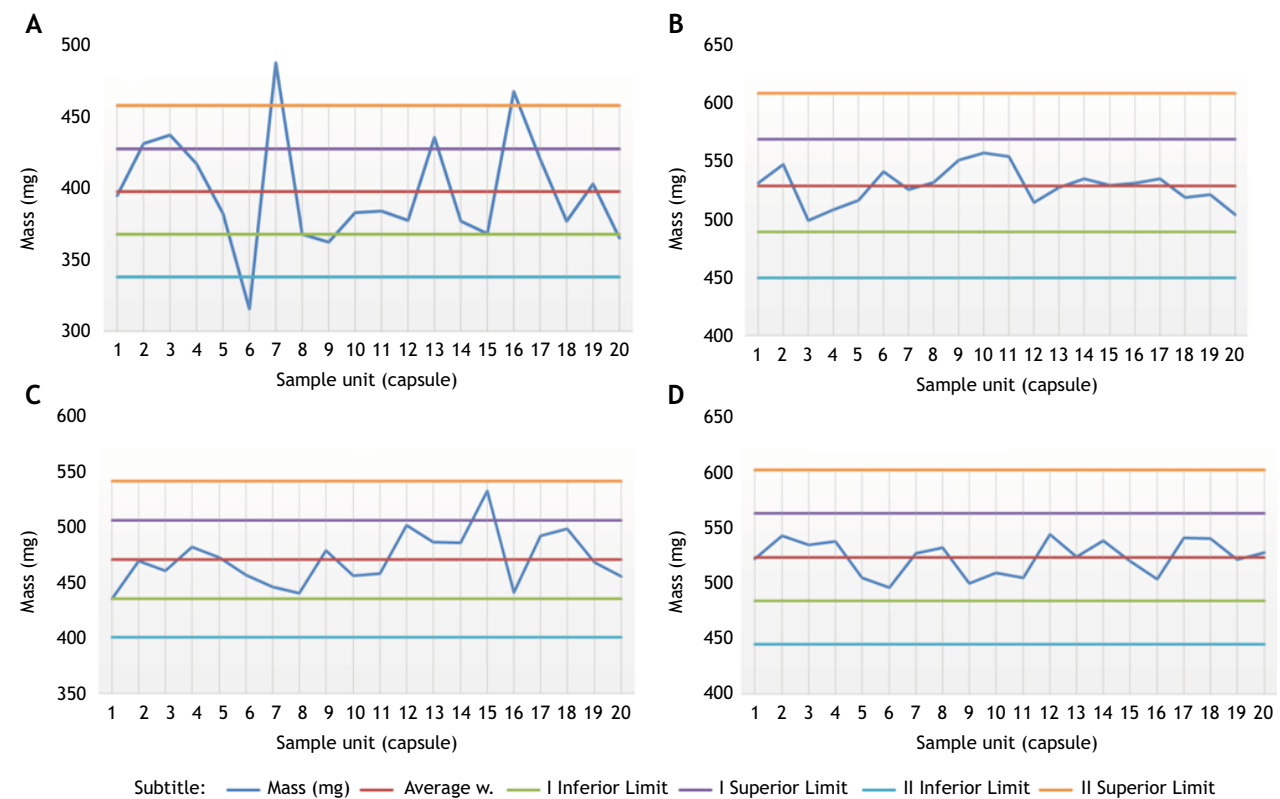 A
500
450
400
350
300
Mass (mg)
1 2 3 4 5 6 7 8 9 10 11 12 13 14 15 16 17 18 19 20
Sample unit (capsule)
B
650
600
550
500
450
400
Mass (mg)
1 2 3 4 5 6 7 8 9 10 11 12 13 14 15 16 17 18 19 20
Sample unit (capsule)
C
600
550
500
450
400
350
Mass (mg)
1 2 3 4 5 6 7 8 9 10 11 12 13 14 15 16 17 18 19 20
Sample unit (capsule)
D
650
600
550
500
450
400
Mass (mg)
1 2 3 4 5 6 7 8 9 10 11 12 13 14 15 16 17 18 19 20
Sample unit (capsule)
Subtitle: Mass (mg) Average w. I Inferior Limit I Superior Limit II Inferior Limit II Superior Limit